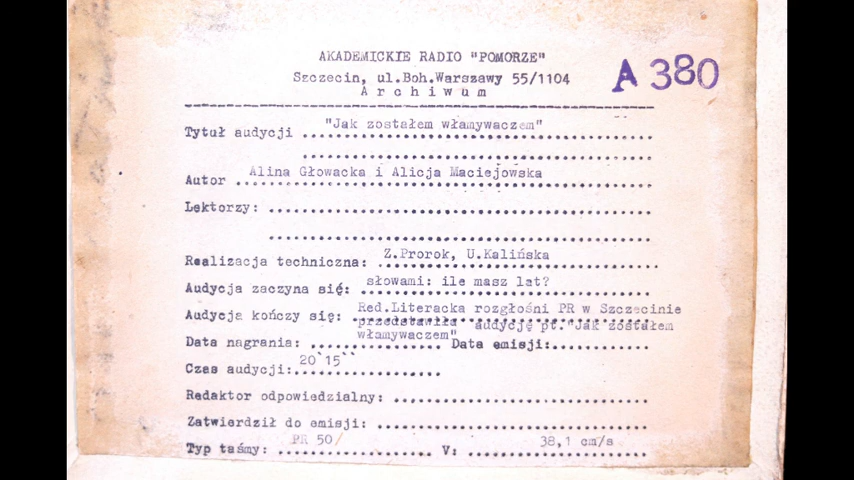 AKADEMICKIE RADIO "POMORZE"
A 380
Szczecin, ul.Boh.Warszawy 55/1104
A r c h i w u m
Tytuł audycji "Jak zostałem włamywaczem"
Autor Alina Głowacka i Alicja Maciejowska
Lektorzy:
Realizacja techniczna: Z.Prorok, U.Kalińska
Audycja zaczyna się: słowami: ile masz lat?
Audycja kończy się: Red.Literacka rozgłośni PR w Szczecinie
przedstawiła audycję pt."Jak zostałem
włamywaczem"
Data nagrania: Data emisji:
Czas audycji: 20`15``
Redaktor odpowiedzialny:
Zatwierdził do emisji:
Typ taśmy: PR 50/ V: 38,1 cm/s